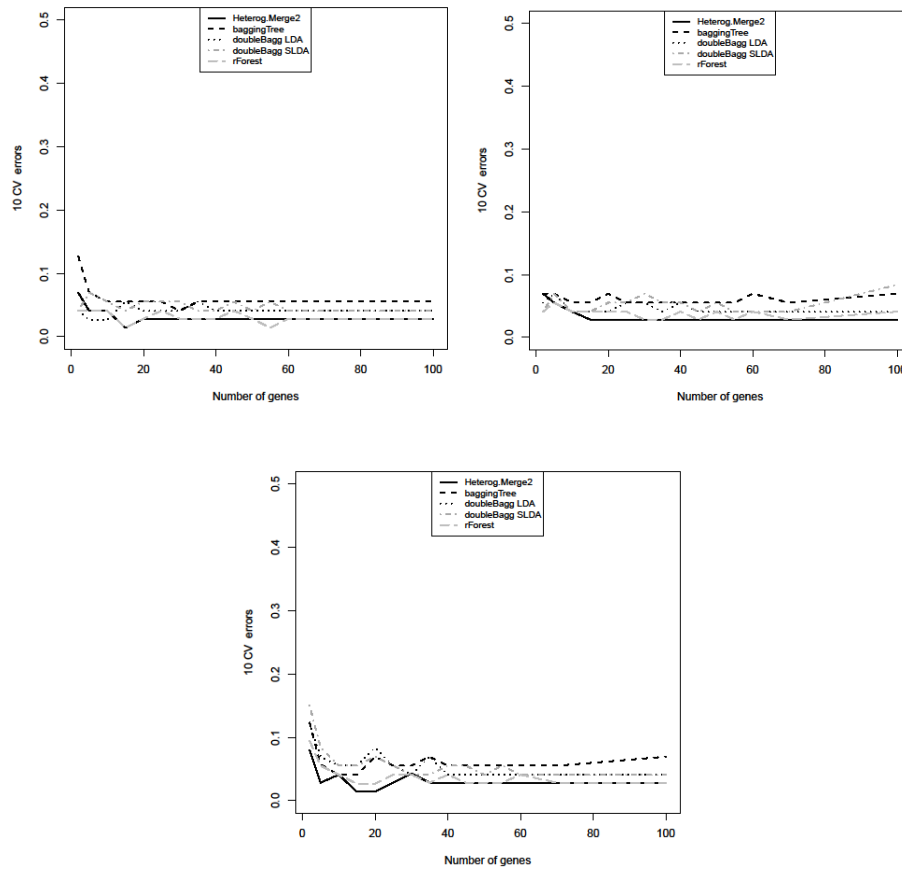 Heterog.Merge2
baggingTree
doubleBagg LDA
doubleBagg SLDA
rForest
10 CV errors
0.5
0.4
0.3
0.2
0.1
0.0
0 20 40 60 80 100
Number of genes
Heterog.Merge2
baggingTree
doubleBagg LDA
doubleBagg SLDA
rForest
10 CV errors
0.5
0.4
0.3
0.2
0.1
0.0
0 20 40 60 80 100
Number of genes
Heterog.Merge2
baggingTree
doubleBagg LDA
doubleBagg SLDA
rForest
10 CV errors
0.5
0.4
0.3
0.2
0.1
0.0
0 20 40 60 80 100
Number of genes